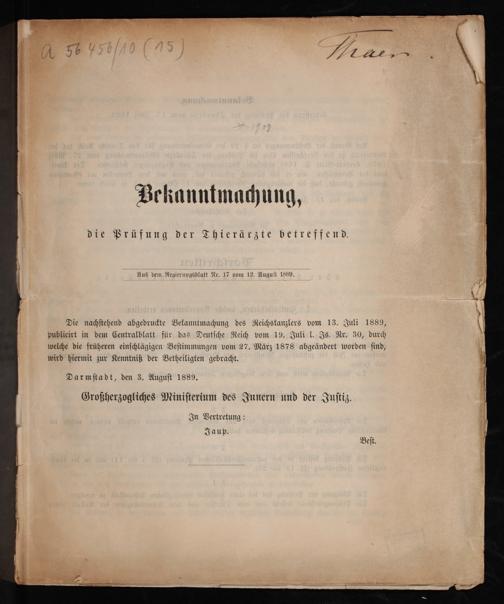 a 56 456/10 (15)
Thaer.
Bekanntmachung,
die Prüfung der Thierärzte betreffend.
Aus dem Regierungsblatt Nr. 17 vom 12. August 1889.
Die nachstehend abgedruckte Bekanntmachung des Reichskanzlers vom 13. Juli 1889,
publicirt in dem Centralblatt für das Deutsche Reich vom 19. Juli l. Js. Nr. 30, durch
welche die früheren einschlägigen Bestimmungen vom 27. März 1878 abgeändert worden sind,
wird hiermit zur Kenntniß der Betheiligten gebracht.
Darmstadt, den 3. August 1889.
Großherzogliches Ministerium des Innern und der Justiz.
In Vertretung:
Jaup.
Best.